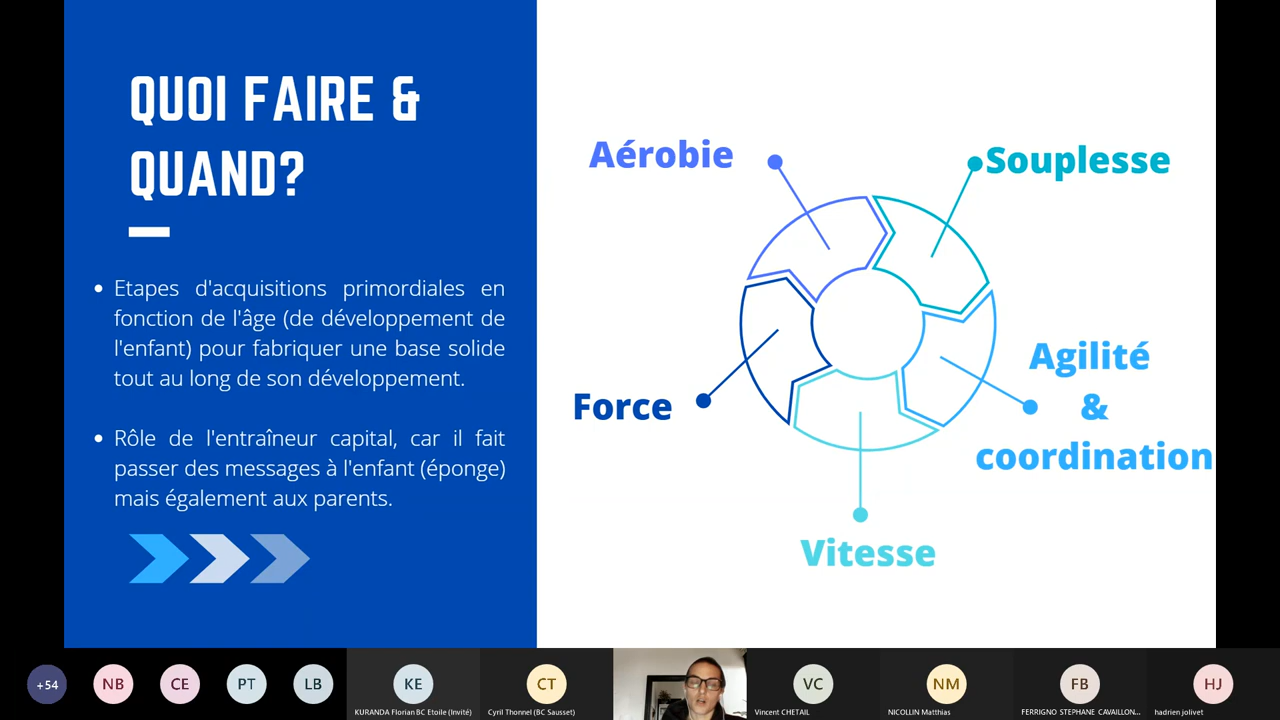 QUOI FAIRE &
QUAND?
Etapes d'acquisitions primordiales en
fonction de l'âge (de développement de
l'enfant) pour fabriquer une base solide
tout au long de son développement.
Rôle de l'entraîneur capital, car il fait
passer des messages à l'enfant (éponge)
mais également aux parents.
Aérobie
Souplesse
Agilité
&
coordination
Force
Vitesse
+54
NB
CE
PT
LB
KE
CT
VC
NM
FB
HJ
KURANDA Florian BC Etoile (Invité)
Cyril Thonnel (BC Sausset)
Vincent CHETAIL
NICOLLIN Matthias
FERRIGNO STEPHANE CAVAILLON...
hadrien jolivet